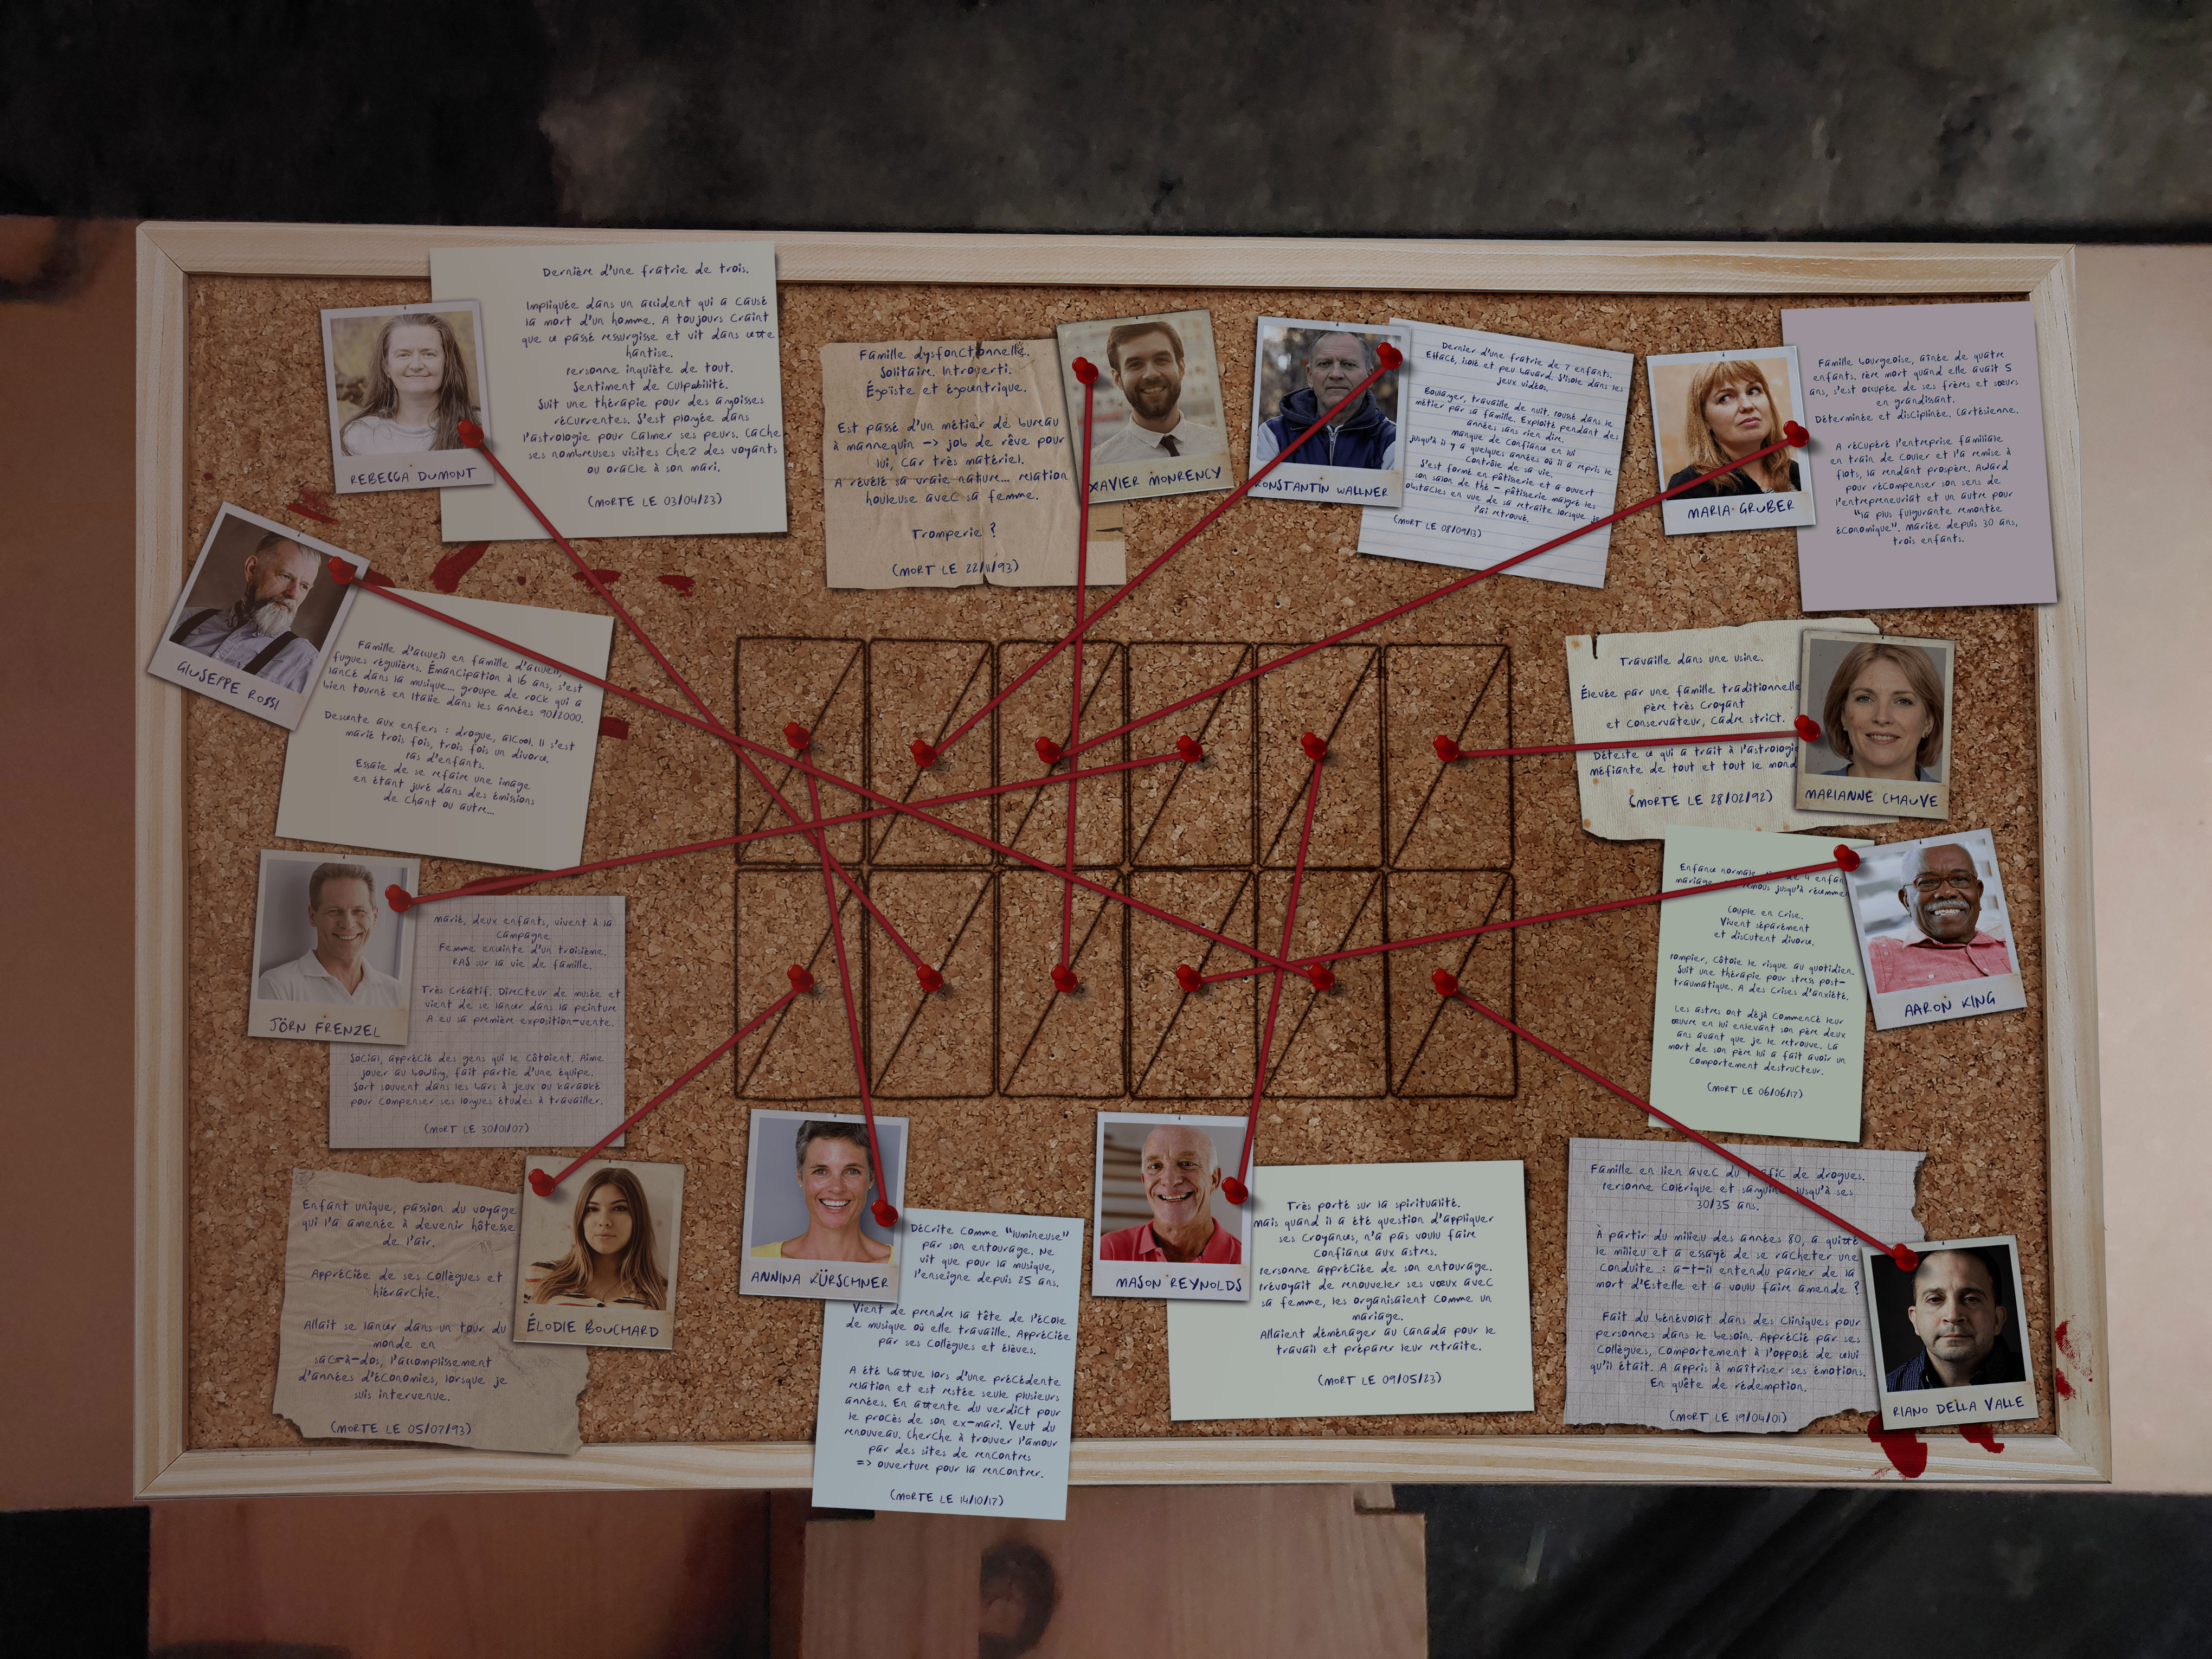 Dernière d'une fratrie de trois.
Impliquée dans un accident qui a causé
la mort d'un homme. A toujours craint
que ce passé ressurgisse et vit dans cette
hantise.
Personne inquiète de tout.
Sentiment de culpabilité.
Suit une thérapie pour des angoisses
récurrentes. S'est plongée dans
l'astrologie pour calmer ses peurs. Cache
ses nombreuses visites chez des voyants
ou oracle à son mari.
(MORTE LE 03/04/23)
REBECCA DUMONT
Famille dysfonctionnelle.
Solitaire. Introverti.
Égoïste et égocentrique.
Est passé d'un métier de bureau
à mannequin => job de rêve pour
lui, car très matériel.
A révélé sa vraie nature... relation
houleuse avec sa femme.
Tromperie ?
(MORT LE 22/11/93)
XAVIER MONRENCY
KONSTANTIN WALLNER
Dernier d'une fratrie de 7 enfants.
Effacé, isolé et peu bavard. S'isole dans les
jeux vidéo.
Boulanger, travaille de nuit. Poussé dans le
métier par sa famille. Exploité pendant des
années sans rien dire.
Manque de confiance en lui
jusqu'à il y a quelques années où il a repris le
contrôle de sa vie.
S'est formé en pâtisserie et a ouvert
son salon de thé - pâtisserie malgré les
obstacles en vue de sa retraite lorsque je
l'ai retrouvé.
(MORT LE 08/09/13)
MARIA GRUBER
Famille bourgeoise, aînée de quatre
enfants. Père mort quand elle avait 5
ans, s'est occupée de ses frères et sœurs
en grandissant.
Déterminée et disciplinée. Cartésienne.
A récupéré l'entreprise familiale
en train de couler et l'a remise à
flots, la rendant prospère. Award
pour récompenser son sens de
l'entrepreneuriat et un autre pour
"la plus fulgurante remontée
économique". Mariée depuis 30 ans,
trois enfants.
GIUSEPPE ROSSI
Famille d'accueil en famille d'accueil,
fugues régulières. Émancipation à 16 ans, s'est
lancé dans la musique... groupe de rock qui a
bien tourné en Italie dans les années 90/2000.
Descente aux enfers : drogue, alcool. Il s'est
marié trois fois, trois fois un divorce.
Pas d'enfants.
Essaie de se refaire une image
en étant juré dans des émissions
de chant ou autre...
Travaille dans une usine.
Élevée par une famille traditionnelle
père très croyant
et conservateur, cadre strict.
Déteste ce qui a trait à l'astrologie
méfiante de tout et tout le mond
(MORTE LE 28/02/92)
MARIANNE CHAUVE
JÖRN FRENZEL
Marié, deux enfants, vivent à la
campagne
Femme enceinte d'un troisième.
RAS sur la vie de famille.
Très créatif. Directeur de musée et
vient de se lancer dans la peinture
A eu sa première exposition-vente.
Social, apprécié des gens qui le côtoient. Aime
jouer au bowling, fait partie d'une équipe.
Sort souvent dans les bars à jeux ou karaoké
pour compenser ses longues études à travailler.
(MORT LE 30/01/07)
Enfance normale de 4 enfan
mariage jusqu'à récemme
Couple en crise.
Vivent séparément
et discutent divorce.
Pompier, côtoie le risque au quotidien.
Suit une thérapie pour stress post-
traumatique. A des crises d'anxiété.
Les astres ont déjà commencé leur
œuvre en lui enlevant son père deux
ans avant que je le retrouve. La
mort de son père lui a fait avoir un
comportement destructeur.
(MORT LE 06/06/17)
AARON KING
Enfant unique, passion du voyage
qui l'a amenée à devenir hôtesse
de l'air.
Appréciée de ses collègues et
hiérarchie.
Allait se lancer dans un tour du
monde en
sac-à-dos, l'accomplissement
d'années d'économies, lorsque je
suis intervenue.
(MORTE LE 05/07/93)
ÉLODIE BOUCHARD
ANNINA KÜRSCHNER
Décrite comme "lumineuse"
par son entourage. Ne
vit que pour la musique,
l'enseigne depuis 25 ans.
Vient de prendre la tête de l'école
de musique où elle travaille. Appréciée
par ses collègues et élèves.
A été battue lors d'une précédente
relation et est restée seule plusieurs
années. En attente du verdict pour
le procès de son ex-mari. Veut du
renouveau. Cherche à trouver l'amour
par des sites de rencontres
=> ouverture pour la rencontrer.
(MORTE LE 14/10/17)
MASON REYNOLDS
Très porté sur la spiritualité.
Mais quand il a été question d'appliquer
ses croyances, n'a pas voulu faire
confiance aux astres.
Personne appréciée de son entourage.
Prévoyait de renouveler ses vœux avec
sa femme, les organisaient comme un
mariage.
Allaient déménager au Canada pour le
travail et préparer leur retraite.
(MORT LE 09/05/23)
Famille en lien avec du trafic de drogues.
Personne colérique et sanguine jusqu'à ses
30/35 ans.
À partir du milieu des années 80, a quitté
le milieu et a essayé de se racheter une
conduite : a-t-il entendu parler de la
mort d'Estelle et a voulu faire amende ?
Fait du bénévolat dans des cliniques pour
personnes dans le besoin. Apprécié par ses
collègues, comportement à l'opposé de celui
qu'il était. A appris à maîtriser ses émotion.
En quête de rédemption.
(MORT LE 19/04/01)
RIANO DELLA VALLE